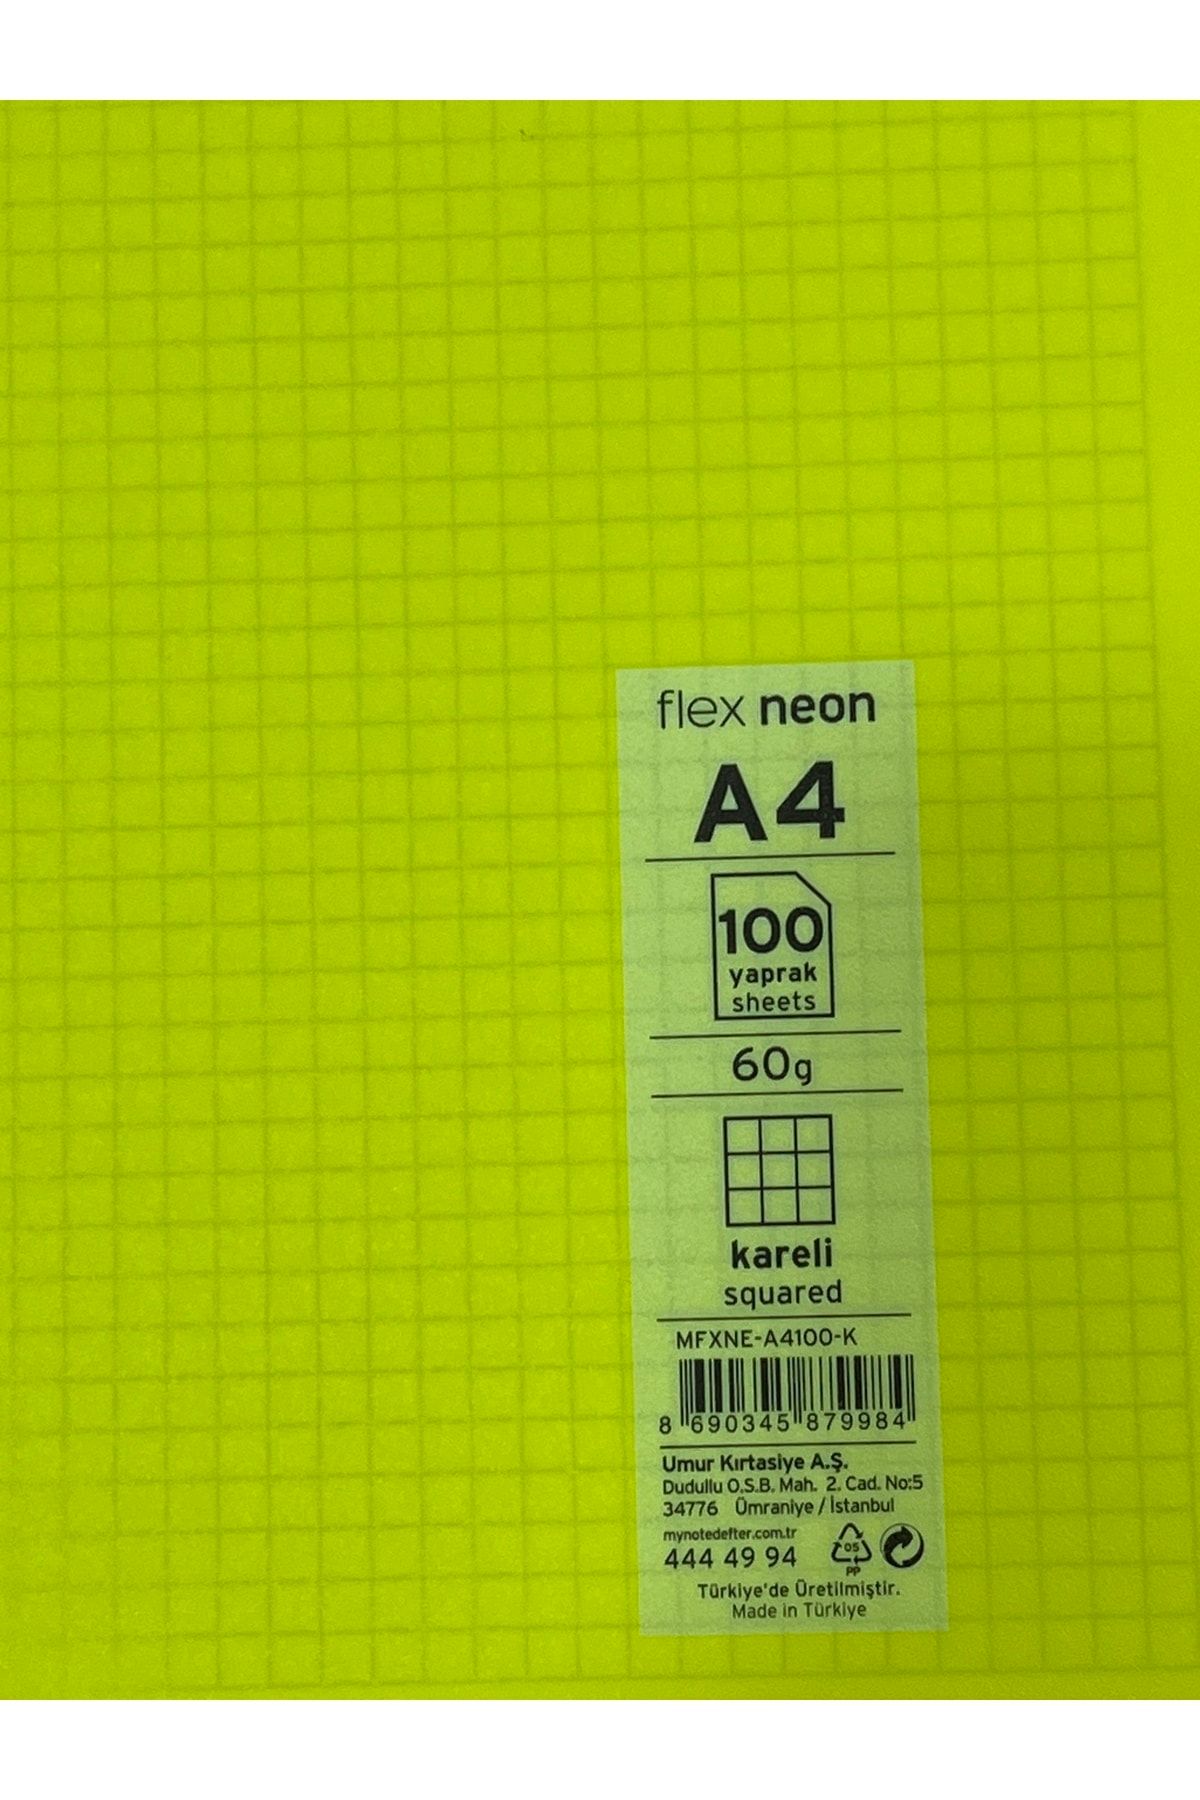 flex neon
A4
100
yaprak
sheets
60g
kareli
squared
MFXNE-A4100-K
8 690345 879984
Umur Kırtasiye A.Ş.
Dudullu O.S.B. Mah. 2. Cad. No:5
34776 Ümraniye / İstanbul
mynotedefter.com.tr
444 49 94
05
PP
Türkiye'de Üretilmiştir.
Made in Türkiye